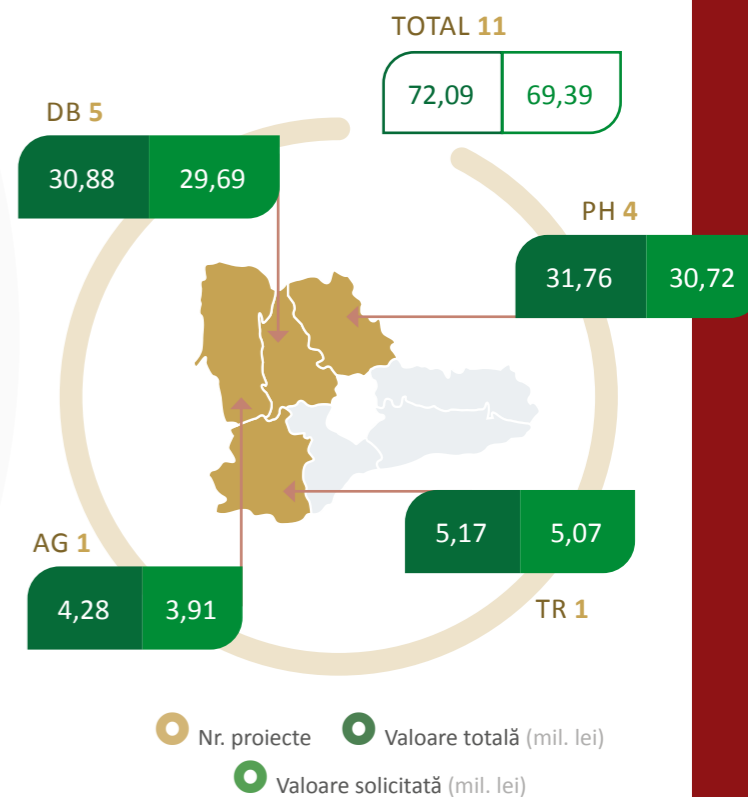 TOTAL 11
72,09 69,39
DB 5
30,88 29,69
PH 4
31,76 30,72
5,17 5,07
TR 1
AG 1
4,28 3,91
Nr. proiecte Valoare totală (mil. lei)
Valoare solicitată (mil. lei)